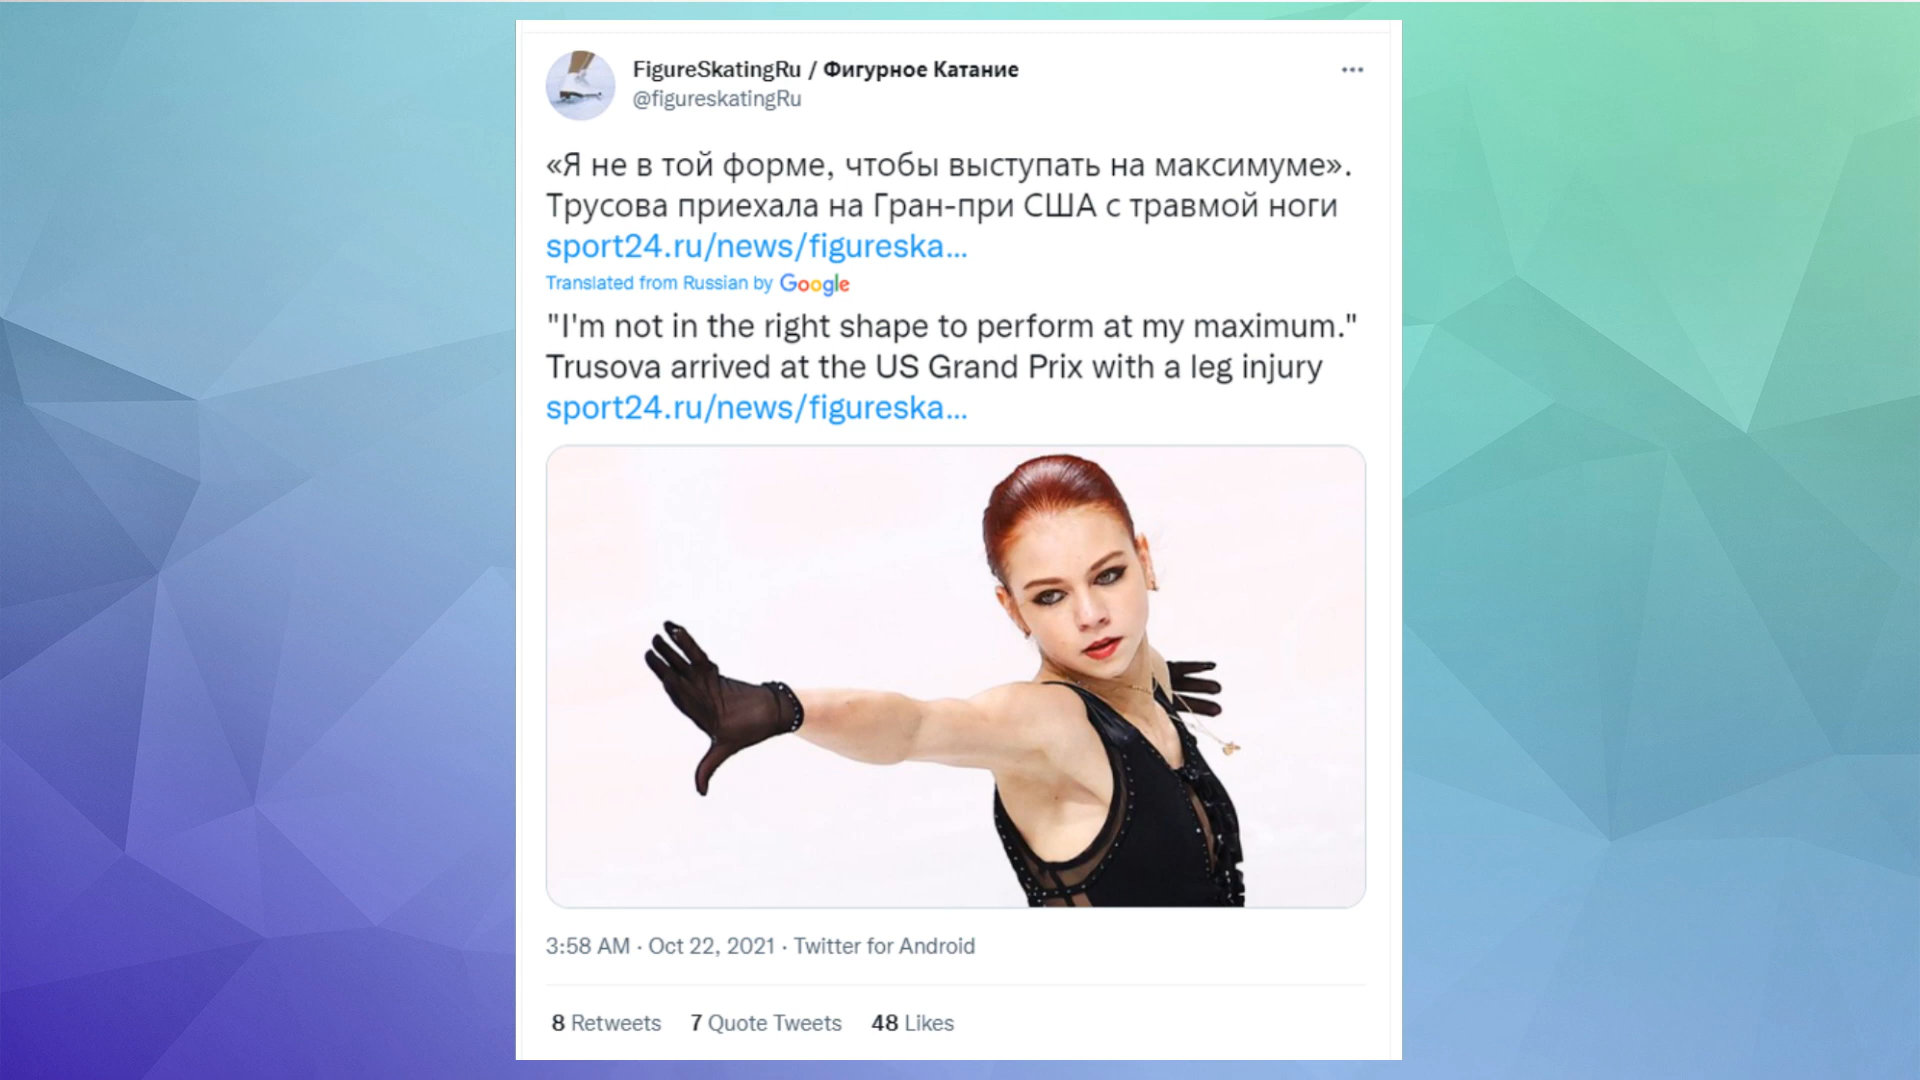 FigureSkatingRu / Фигурное Катание
@figureskatingRu
«Я не в той форме, чтобы выступать на максимуме».
Трусова приехала на Гран-при США с травмой ноги
sport24.ru/news/figureska...
Translated from Russian by Google
"I'm not in the right shape to perform at my maximum."
Trusova arrived at the US Grand Prix with a leg injury
sport24.ru/news/figureska...
3:58 AM · Oct 22, 2021 · Twitter for Android
8 Retweets 7 Quote Tweets 48 Likes